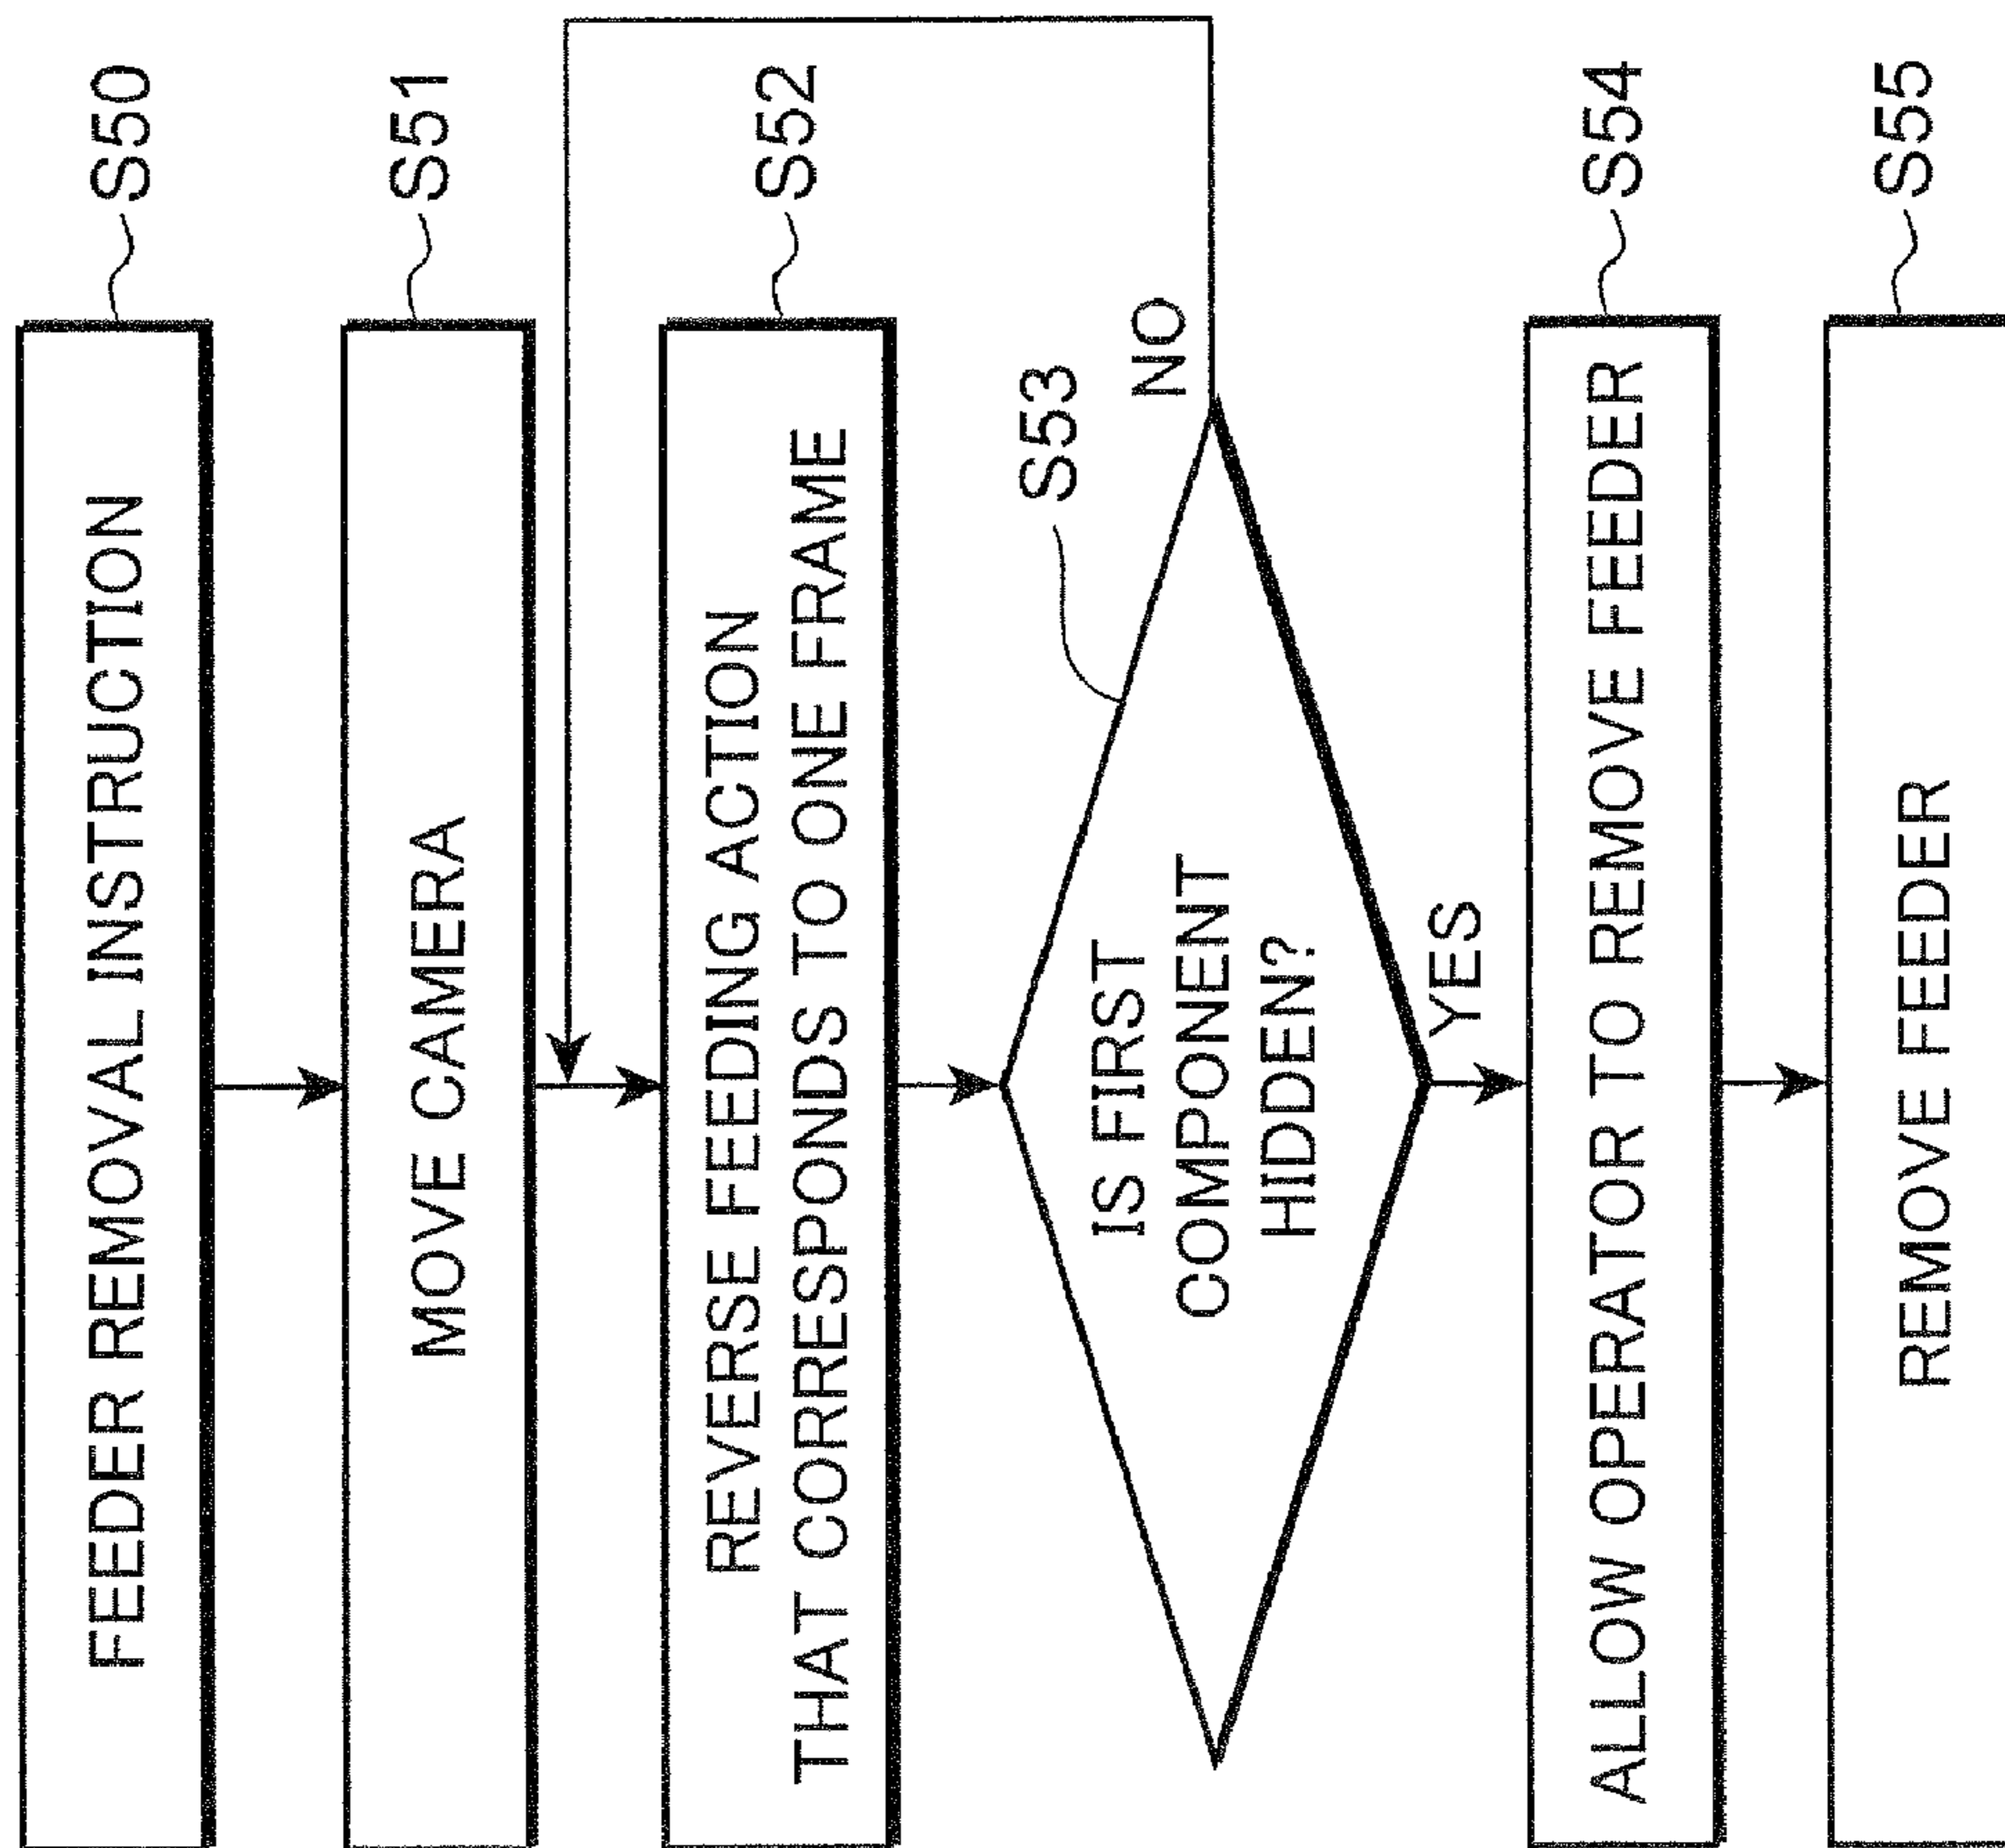 FEEDER REMOVAL INSTRUCTION
S50
MOVE CAMERA
S51
REVERSE FEEDING ACTION
THAT CORRESPONDS TO ONE FRAME
S52
IS FIRST
COMPONENT
HIDDEN?
S53
NO
YES
ALLOW OPERATOR TO REMOVE FEEDER
S54
REMOVE FEEDER
S55